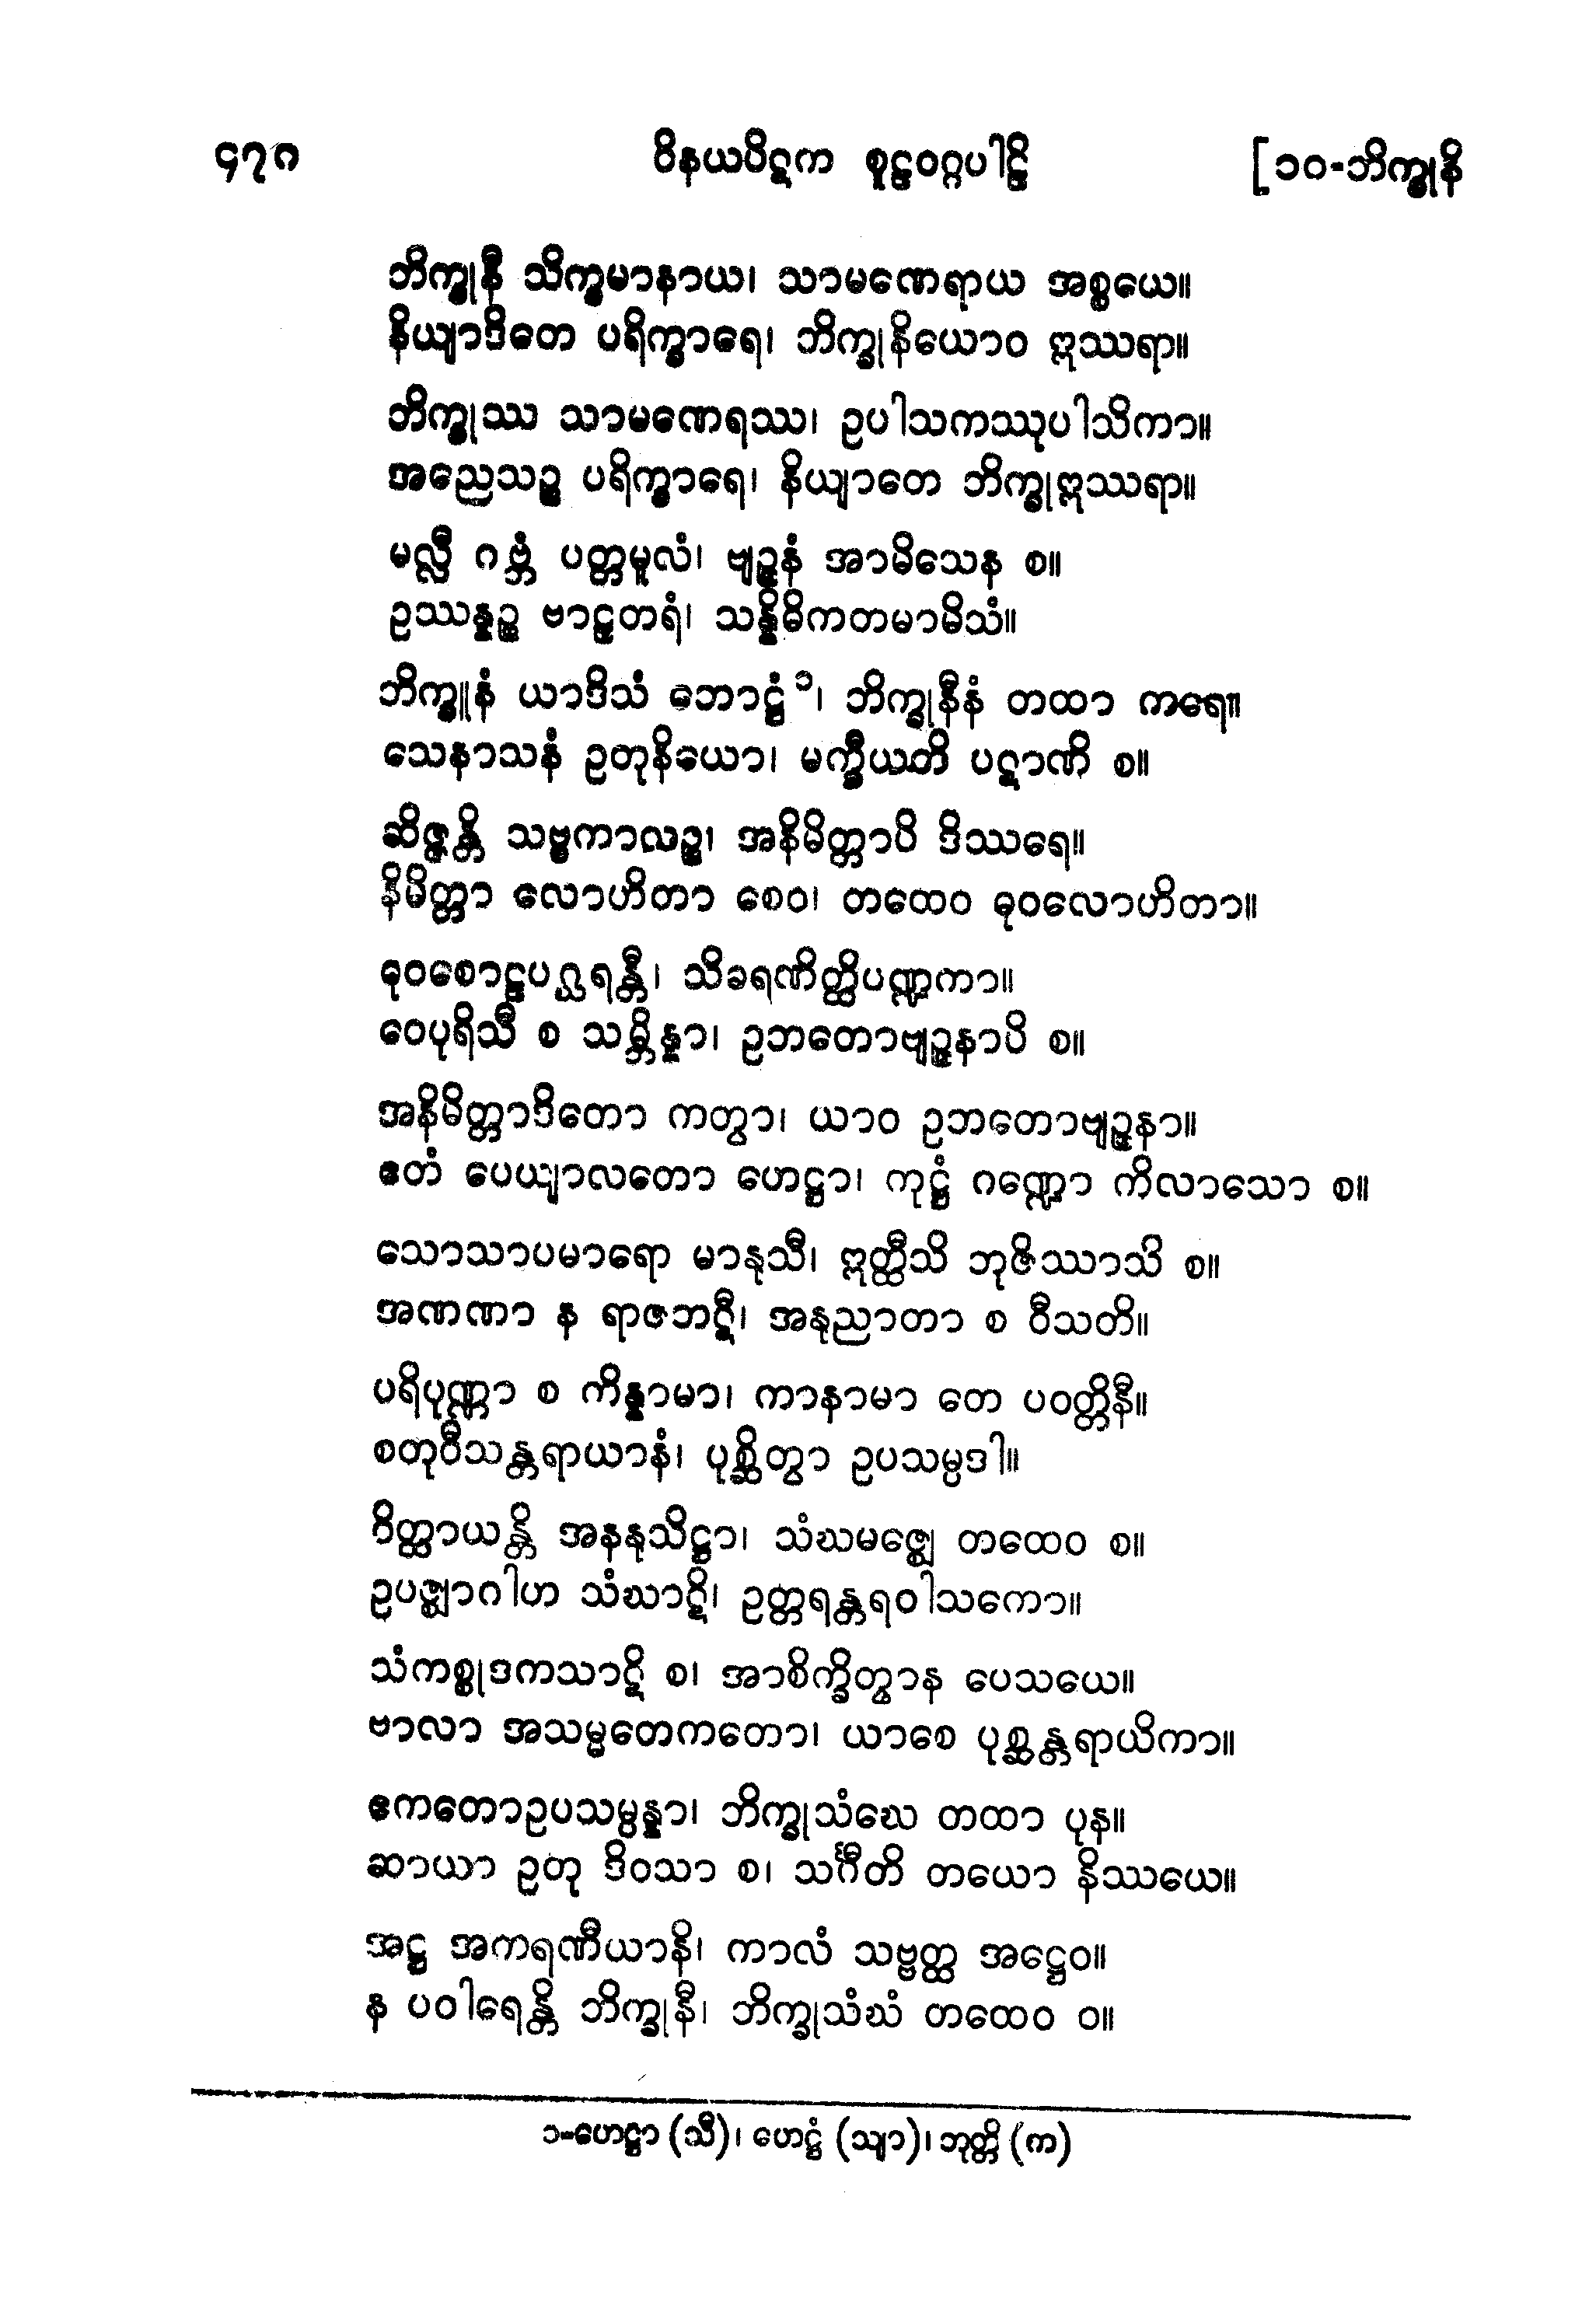 ၄၇၈ ဝိနယပိဋက စူဠဝဂ္ဂပါဠိ [၁၀-ဘိက္ခုနိ
ဘိက္ခုနီ သိက္ခမာနာယ၊ သာမဏေရာယ အစ္စယေ။
နိယျာဒိတေ ပရိက္ခာရေ၊ ဘိက္ခုနိယောဝ ဣဿရာ။
ဘိက္ခုဿ သာမဏေရဿ၊ ဥပါသကဿုပါသိကာ။
အညေသဉ္စ ပရိက္ခာရေ၊ နိယျာတေ ဘိက္ခုဣဿရာ။
မလ္လီ ဂဗ္ဘံ ပတ္တမူလံ၊ ဗျဉ္ဇနံ အာမိသေန စ။
ဥဿန္နဉ္စ ဗာဠှတရံ၊ သန္နိဓိကတမာမိသံ။
ဘိက္ခူနံ ယာဒိသံ ဘောဋ္ဌံ ၁၊ ဘိက္ခုနီနံ တထာ ကရေ။
သေနာသနံ ဥတုနိယော၊ မက္ခီယတိ ပဋာဏိ စ။
ဆိဇ္ဇန္တိ သဗ္ဗကာလဉ္စ၊ အနိမိတ္တာပိ ဒိဿရေ။
နိမိတ္တာ လောဟိတာ စေဝ၊ တထေဝ ဓုဝလောဟိတာ။
ဓုဝစောဠပဂ္ဃရန္တီ၊ သိခရဏိတ္ထိပဏ္ဍကာ။
ဝေပုရိသီ စ သမ္ဘိန္နာ၊ ဥဘတောဗျဉ္ဇနာပိ စ။
အနိမိတ္တာဒိတော ကတွာ၊ ယာဝ ဥဘတောဗျဉ္ဇနာ။
ဧတံ ပေယျာလတော ဟေဋ္ဌာ၊ ကုဋ္ဌံ ဂဏ္ဍော ကိလာသော စ။
သောသာပမာရော မာနုသီ၊ ဣတ္ထီသိ ဘုဇိဿာသိ စ။
အဏဏာ န ရာဇဘဋီ၊ အနုညာတာ စ ဝီသတိ။
ပရိပုဏ္ဏာ စ ကိန္နာမာ၊ ကာနာမာ တေ ပဝတ္တိနီ။
စတုဝီသန္တရာယာနံ၊ ပုစ္ဆိတွာ ဥပသမ္ပဒါ။
ဝိတ္ထာယန္တိ အနနုသိဋ္ဌာ၊ သံဃမဇ္ဈေ တထေဝ စ။
ဥပဇ္ဈာဂါဟ သံဃာဋိ၊ ဥတ္တရန္တရဝါသကော။
သံကစ္စုဒကသာဋိ စ၊ အာစိက္ခိတွာန ပေသယေ။
ဗာလာ အသမ္မတေကတော၊ ယာစေ ပုစ္ဆန္တရာယိကာ။
ဧကတောဥပသမ္ပန္နာ၊ ဘိက္ခုသံဃေ တထာ ပုန။
ဆာယာ ဥတု ဒိဝသာ စ၊ သင်္ဂီတိ တယော နိဿယေ။
အဋ္ဌ အကရဏီယာနိ၊ ကာလံ သဗ္ဗတ္ထ အဋ္ဌေဝ။
န ပဝါရေန္တိ ဘိက္ခုနီ၊ ဘိက္ခုသံဃံ တထေဝ ဝ။
၁-ဟေဋ္ဌာ (သီ)၊ ဟေဋ္ဌံ (သျာ)၊ ဘုတ္တိ (က)